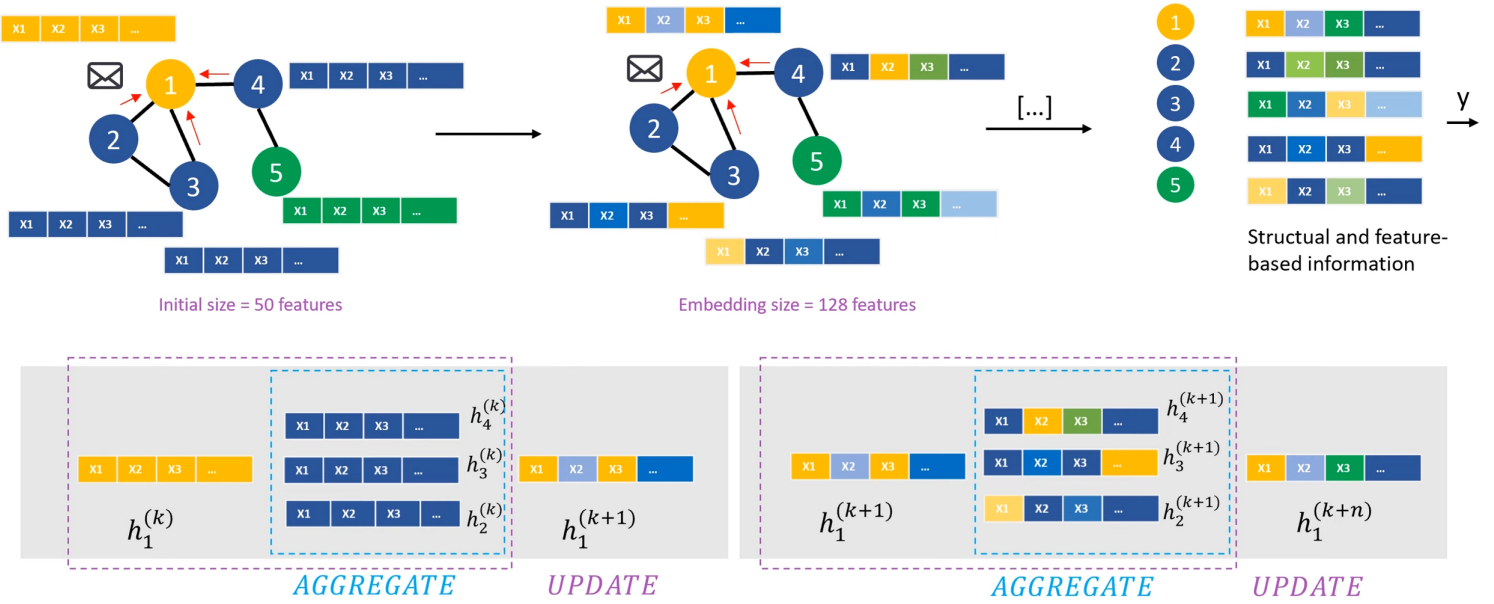 X1 X2 X3 ...
1
4
X1 X2 X3 ...
2
3
5
X1 X2 X3 ...
X1 X2 X3 ...
X1 X2 X3 ...
Initial size = 50 features
X1 X2 X3 ...
1
4
X1 X2 X3 ...
2
3
5
X1 X2 X3 ...
X1 X2 X3 ...
X1 X2 X3 ...
Embedding size = 128 features
[...]
1 X1 X2 X3 ...
2 X1 X2 X3 ...
3 X1 X2 X3 ...
4 X1 X2 X3 ...
5 X1 X2 X3 ...
y
Structual and feature-
based information
X1 X2 X3 ...
h_1^{(k)}
X1 X2 X3 ... h_4^{(k)}
X1 X2 X3 ... h_3^{(k)}
X1 X2 X3 ... h_2^{(k)}
X1 X2 X3 ...
h_1^{(k+1)}
AGGREGATE UPDATE
X1 X2 X3 ...
h_1^{(k+1)}
X1 X2 X3 ... h_4^{(k+1)}
X1 X2 X3 ... h_3^{(k+1)}
X1 X2 X3 ... h_2^{(k+1)}
X1 X2 X3 ...
h_1^{(k+n)}
AGGREGATE UPDATE